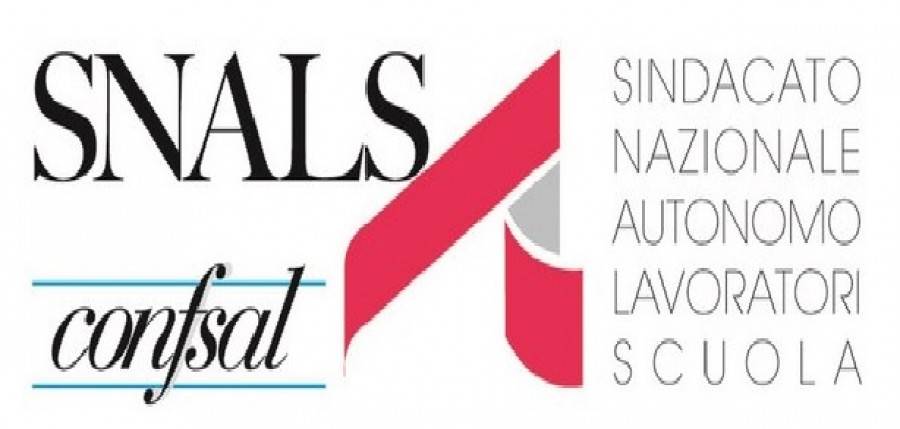 SNALS
confsal
SINDACATO
NAZIONALE
AUTONOMO
LAVORATORI
SCUOLA